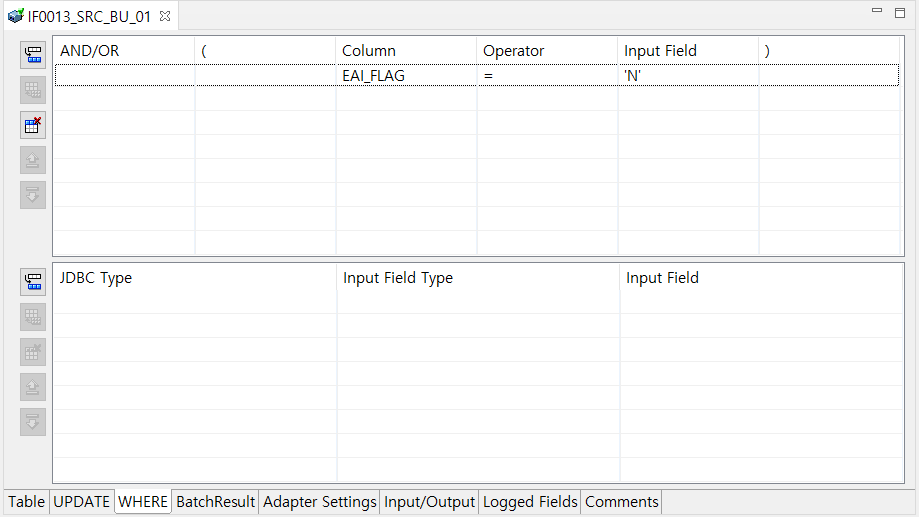 IF0013_SRC_BU_01
AND/OR ( Column Operator Input Field )
EAI_FLAG = 'N'
JDBC Type Input Field Type Input Field
Table UPDATE WHERE BatchResult Adapter Settings Input/Output Logged Fields Comments